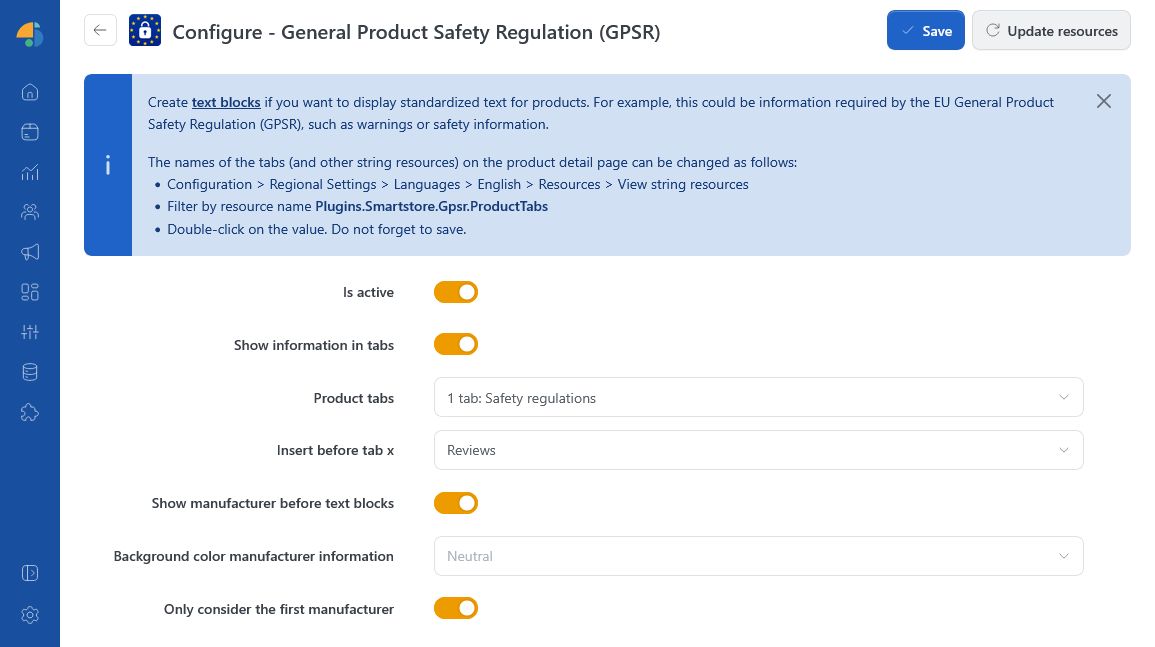 Configure - General Product Safety Regulation (GPSR)
Save
Update resources
Create text blocks if you want to display standardized text for products. For example, this could be information required by the EU General Product
Safety Regulation (GPSR), such as warnings or safety information.
The names of the tabs (and other string resources) on the product detail page can be changed as follows:
• Configuration > Regional Settings > Languages > English > Resources > View string resources
• Filter by resource name Plugins.Smartstore.Gpsr.ProductTabs
• Double-click on the value. Do not forget to save.
Is active
Show information in tabs
Product tabs
1 tab: Safety regulations
Insert before tab x
Reviews
Show manufacturer before text blocks
Background color manufacturer information
Neutral
Only consider the first manufacturer